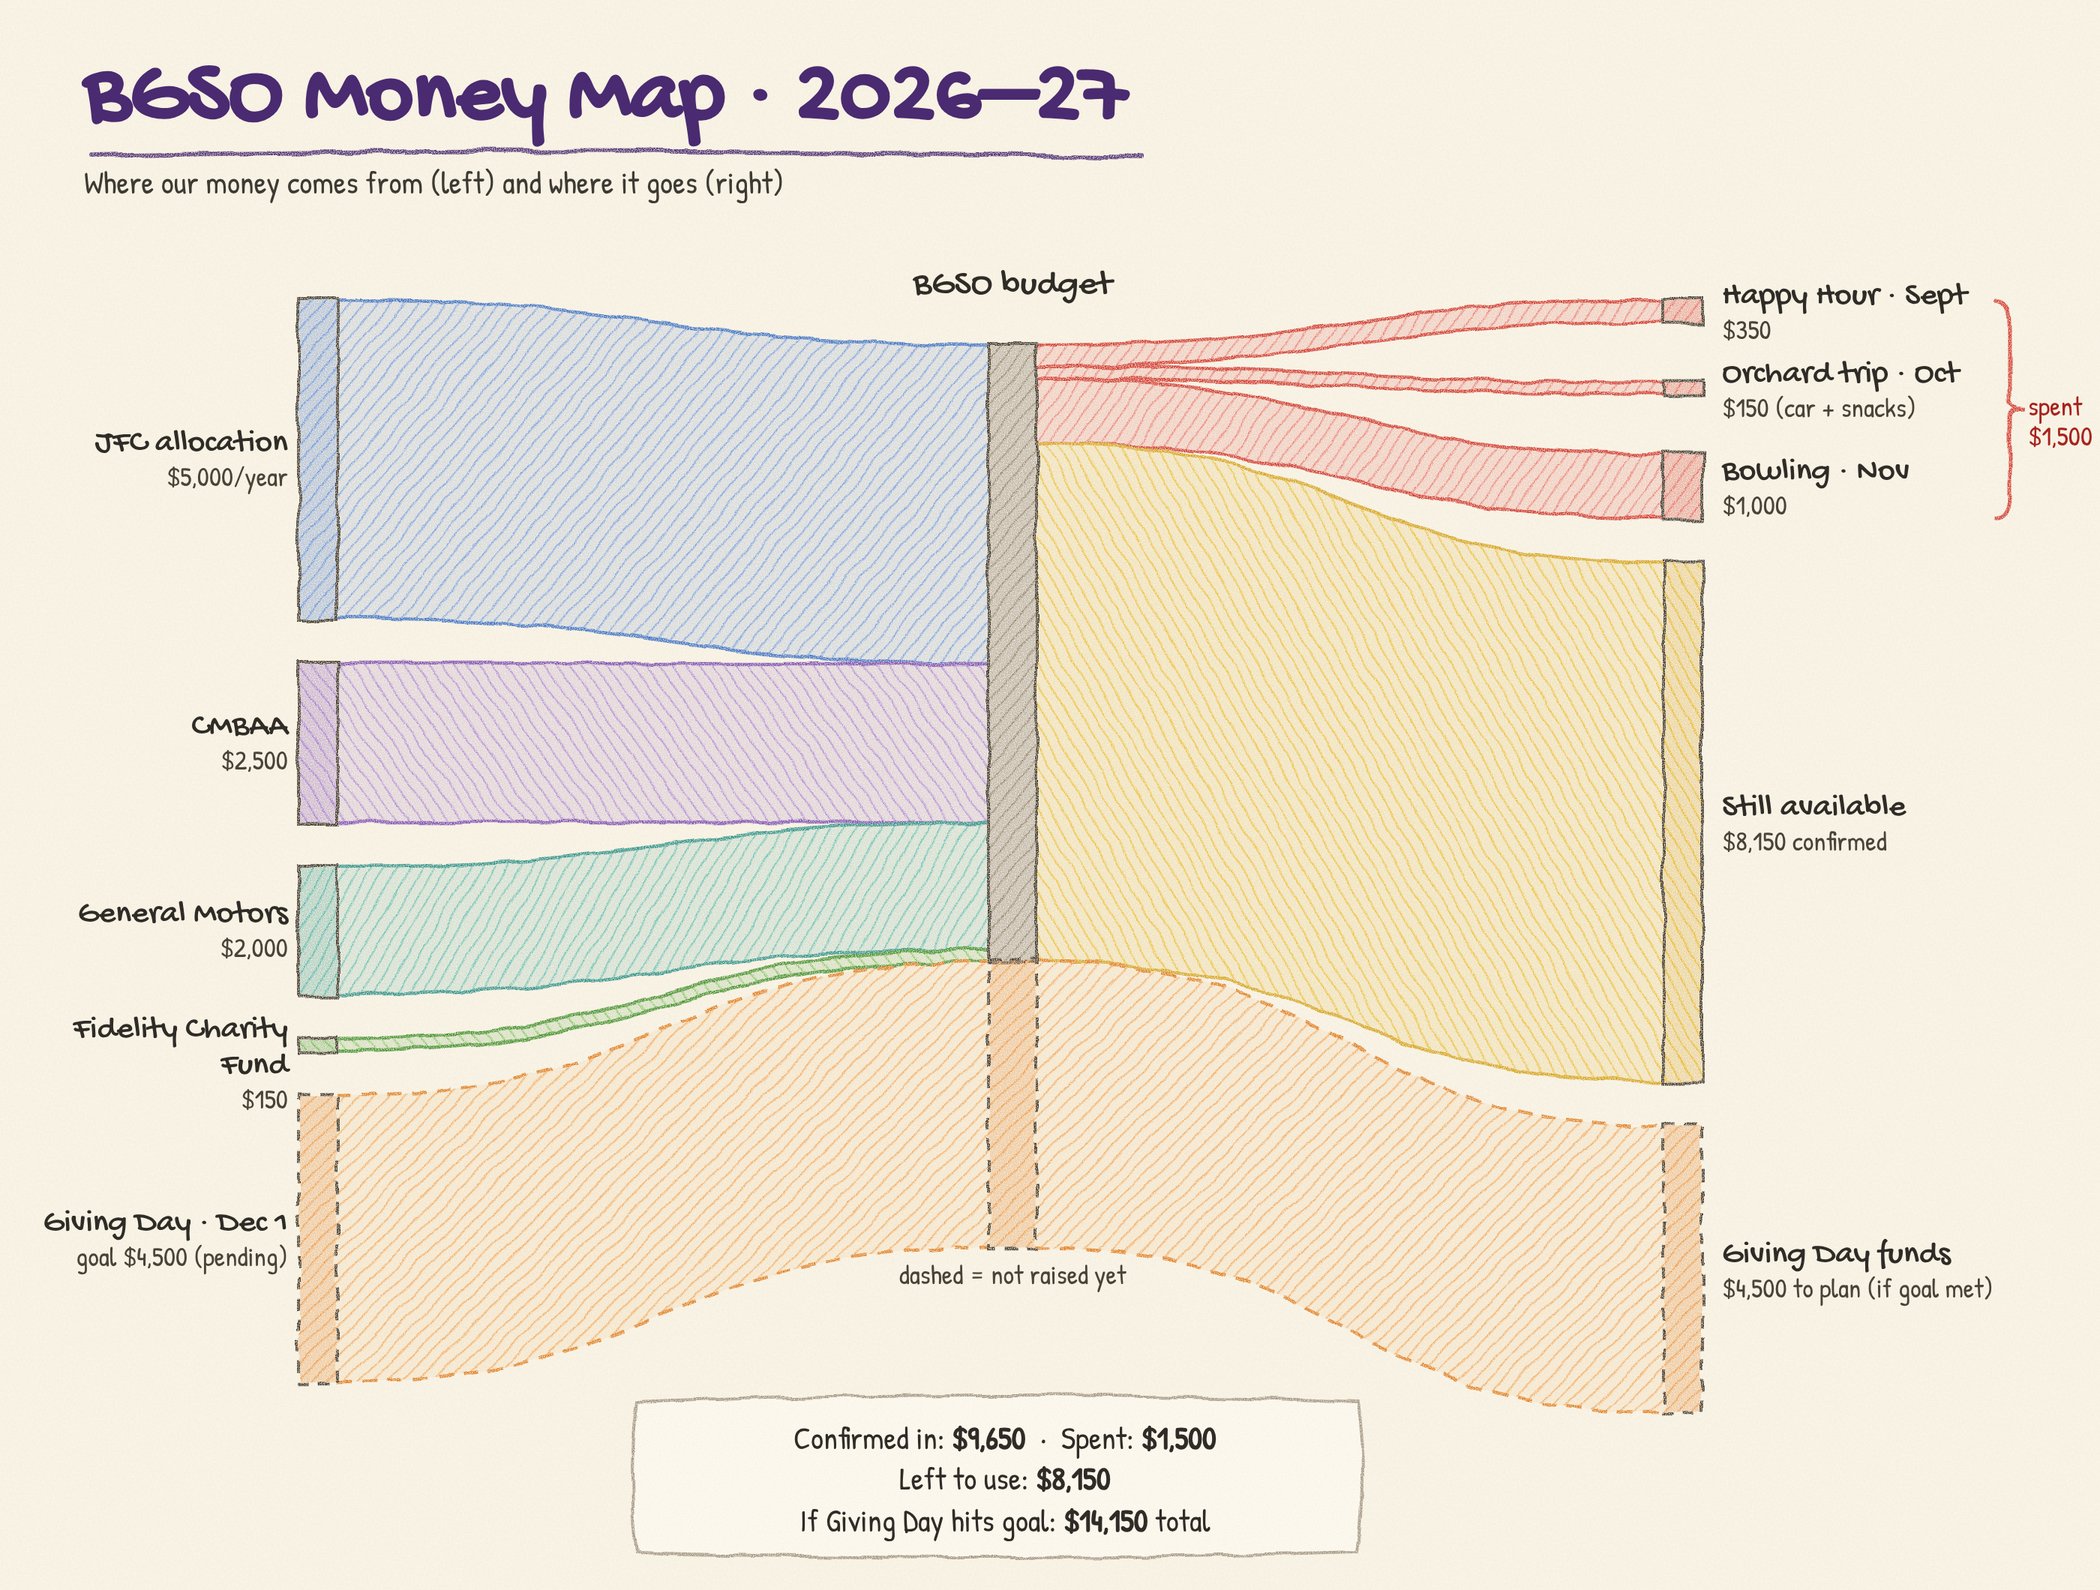 BGSO Money Map · 2026—27
Where our money comes from (left) and where it goes (right)
BGSO budget
JFC allocation
$5,000/year
CMBAA
$2,500
General Motors
$2,000
Fidelity Charity
Fund
$150
Giving Day · Dec 1
goal $4,500 (pending)
Happy Hour · Sept
$350
Orchard trip · Oct
$150 (car + snacks)
Bowling · Nov
$1,000
spent
$1,500
Still available
$8,150 confirmed
Giving Day funds
$4,500 to plan (if goal met)
dashed = not raised yet
Confirmed in: $9,650 · Spent: $1,500
Left to use: $8,150
If Giving Day hits goal: $14,150 total